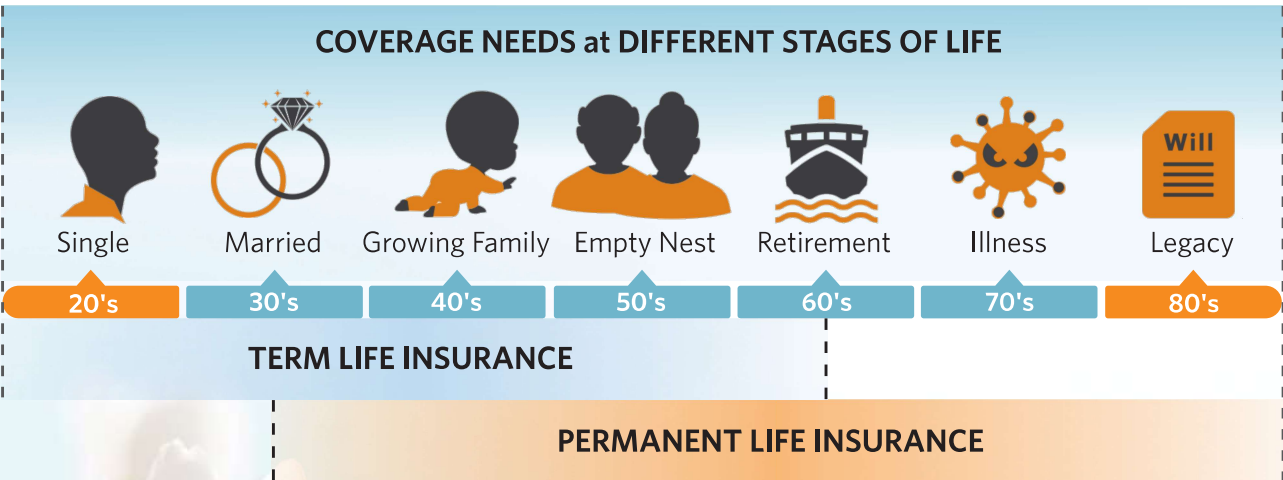 COVERAGE NEEDS at DIFFERENT STAGES OF LIFE
Will
Single Married Growing Family Empty Nest Retirement Illness Legacy
20's 30's 40's 50's 60's 70's 80's
TERM LIFE INSURANCE
PERMANENT LIFE INSURANCE